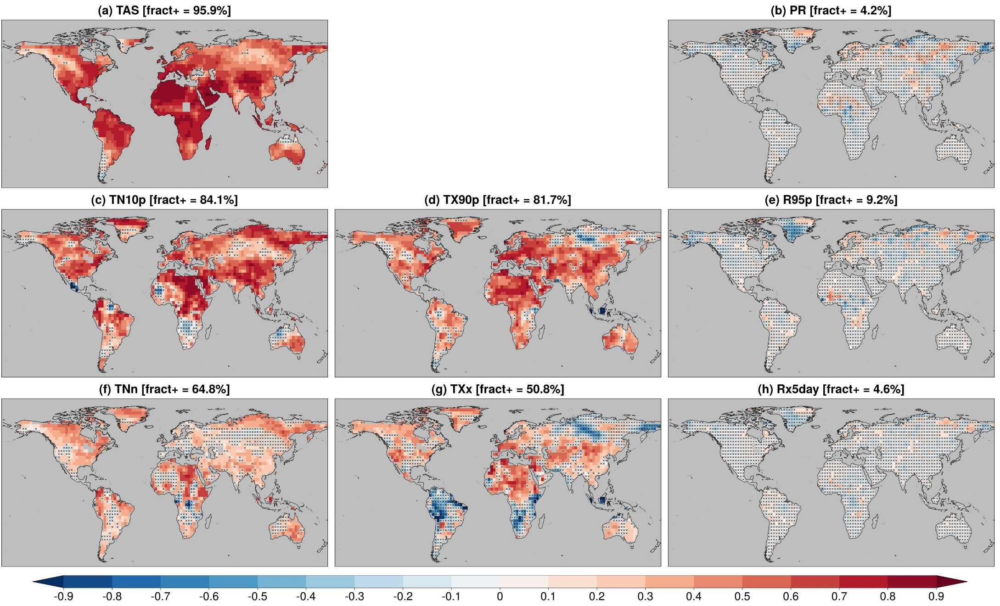 (a) TAS [fract+ = 95.9%]
(b) PR [fract+ = 4.2%]
(c) TN10p [fract+ = 84.1%]
(d) TX90p [fract+ = 81.7%]
(e) R95p [fract+ = 9.2%]
(f) TNn [fract+ = 64.8%]
(g) TXx [fract+ = 50.8%]
(h) Rx5day [fract+ = 4.6%]
-0.9 -0.8 -0.7 -0.6 -0.5 -0.4 -0.3 -0.2 -0.1 0 0.1 0.2 0.3 0.4 0.5 0.6 0.7 0.8 0.9